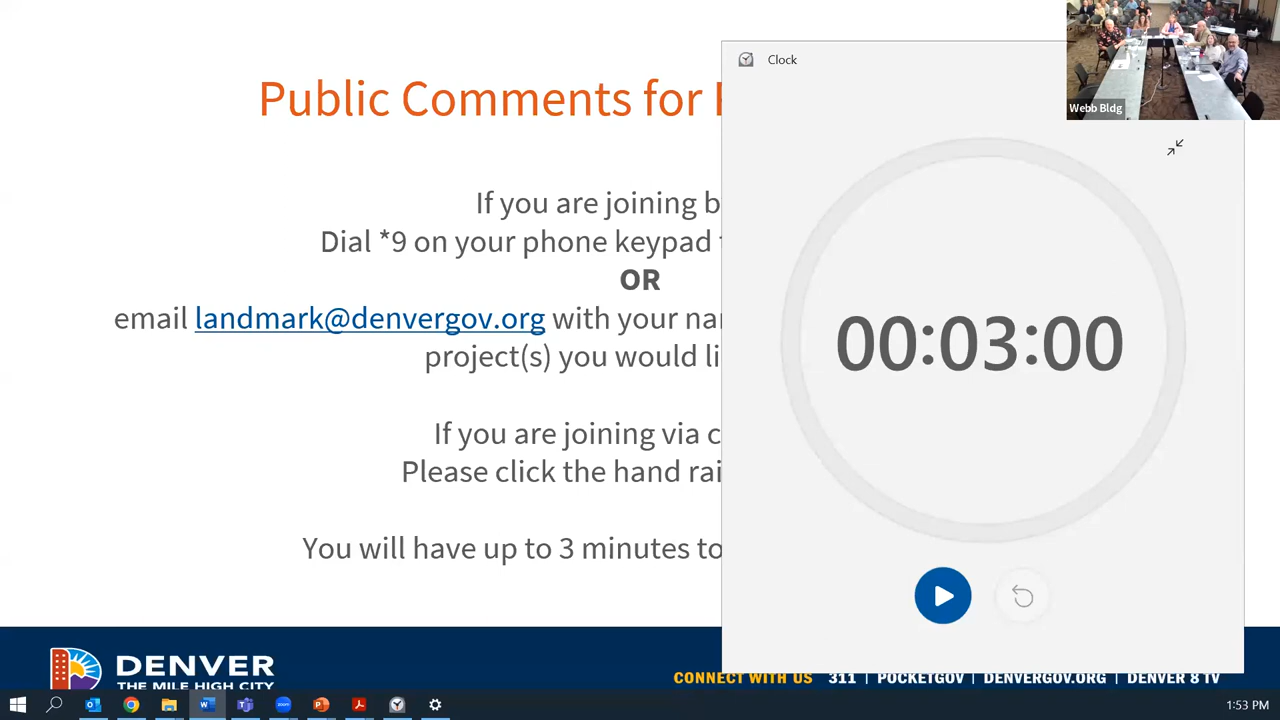 Clock
Webb Bldg
Public Comments for
If you are joining b
Dial *9 on your phone keypad
OR
email landmark@denvergov.org with your nar
project(s) you would li
If you are joining via c
Please click the hand rai
You will have up to 3 minutes to
00:03:00
DENVER
THE MILE HIGH CITY
CONNECT WITH US 311 | POCKETGOV | DENVERGOV.ORG | DENVER 8 TV
1:53 PM